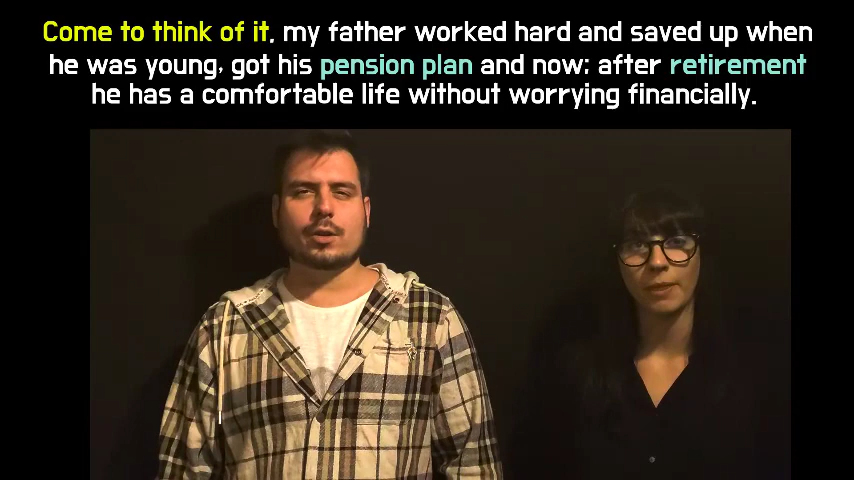 Come to think of it, my father worked hard and saved up when
he was young, got his pension plan and now; after retirement
he has a comfortable life without worrying financially.